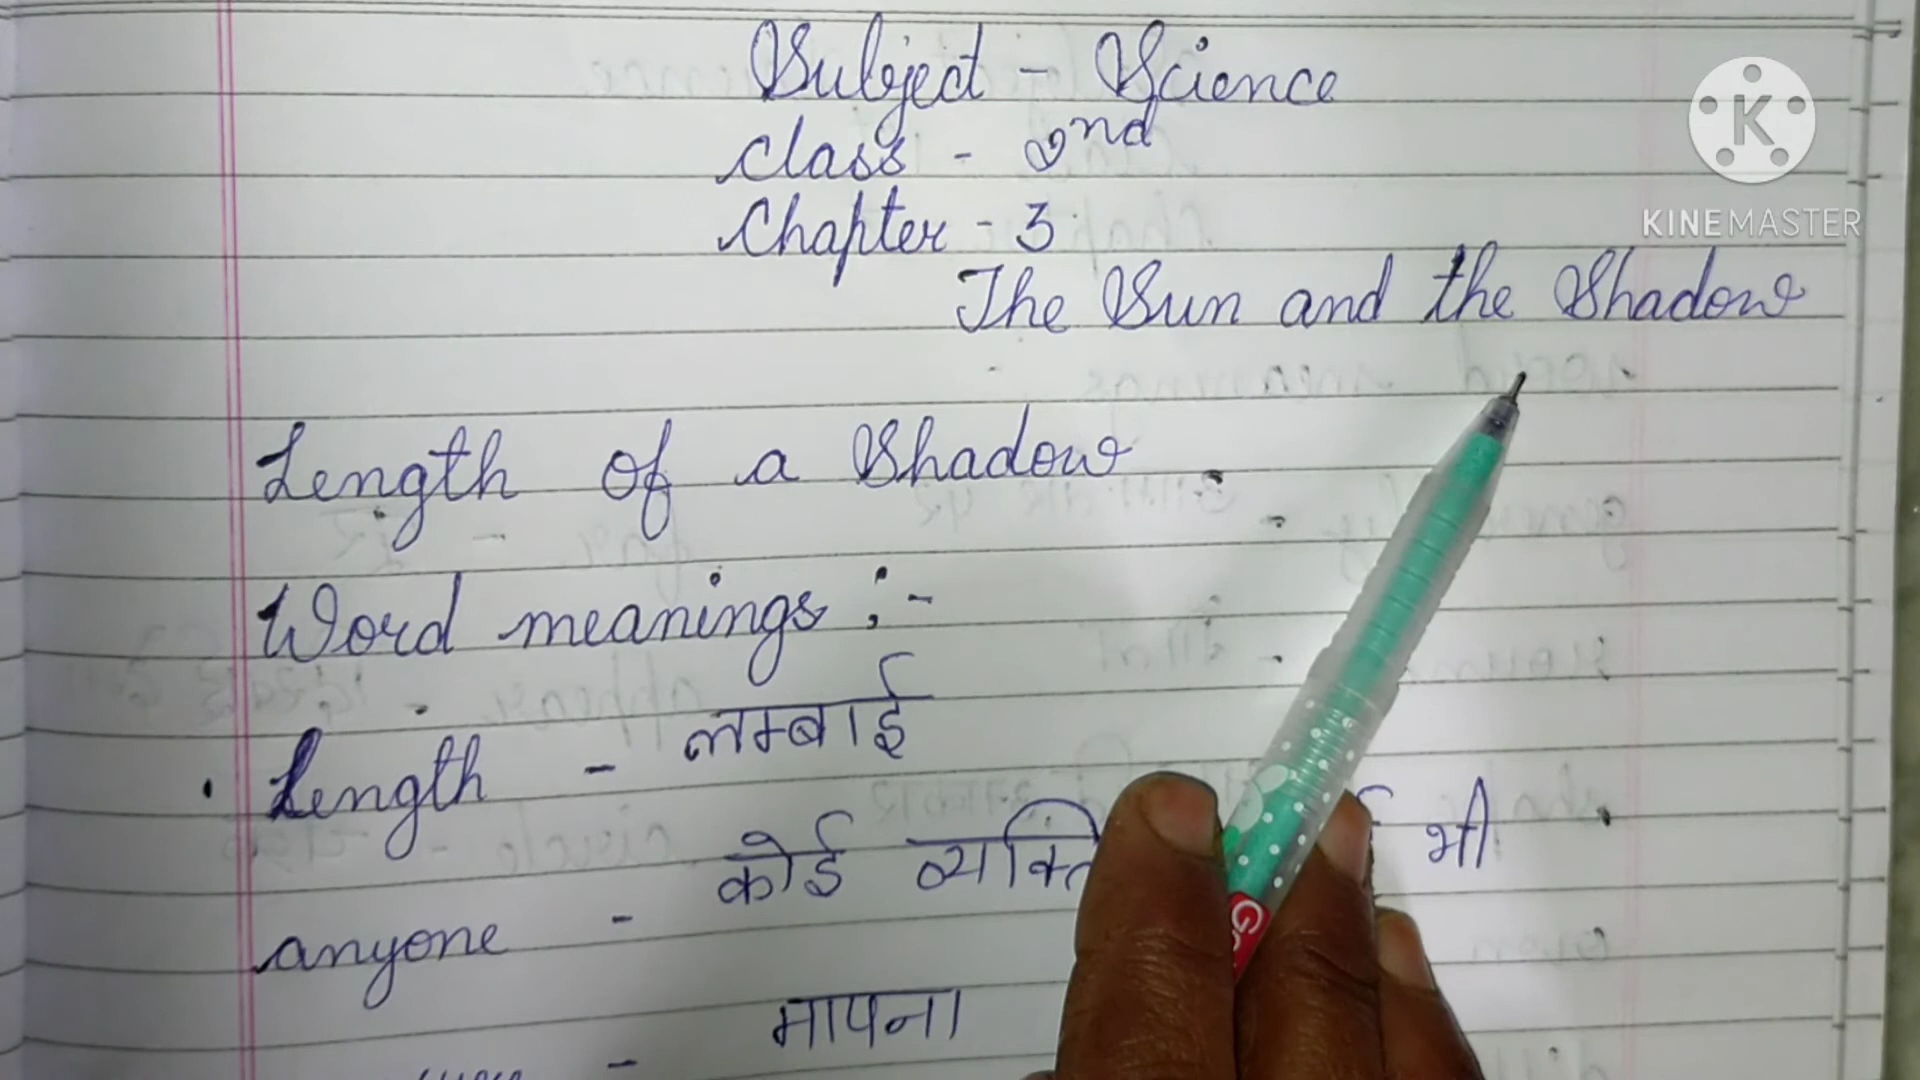 Subject - Science
class - 2nd
Chapter - 3
The Sun and the Shadow
Length of a Shadow
Word meanings :-
Length - लम्बाई
anyone - कोई व्यक्ति भी
- मापना
K
KINEMASTER